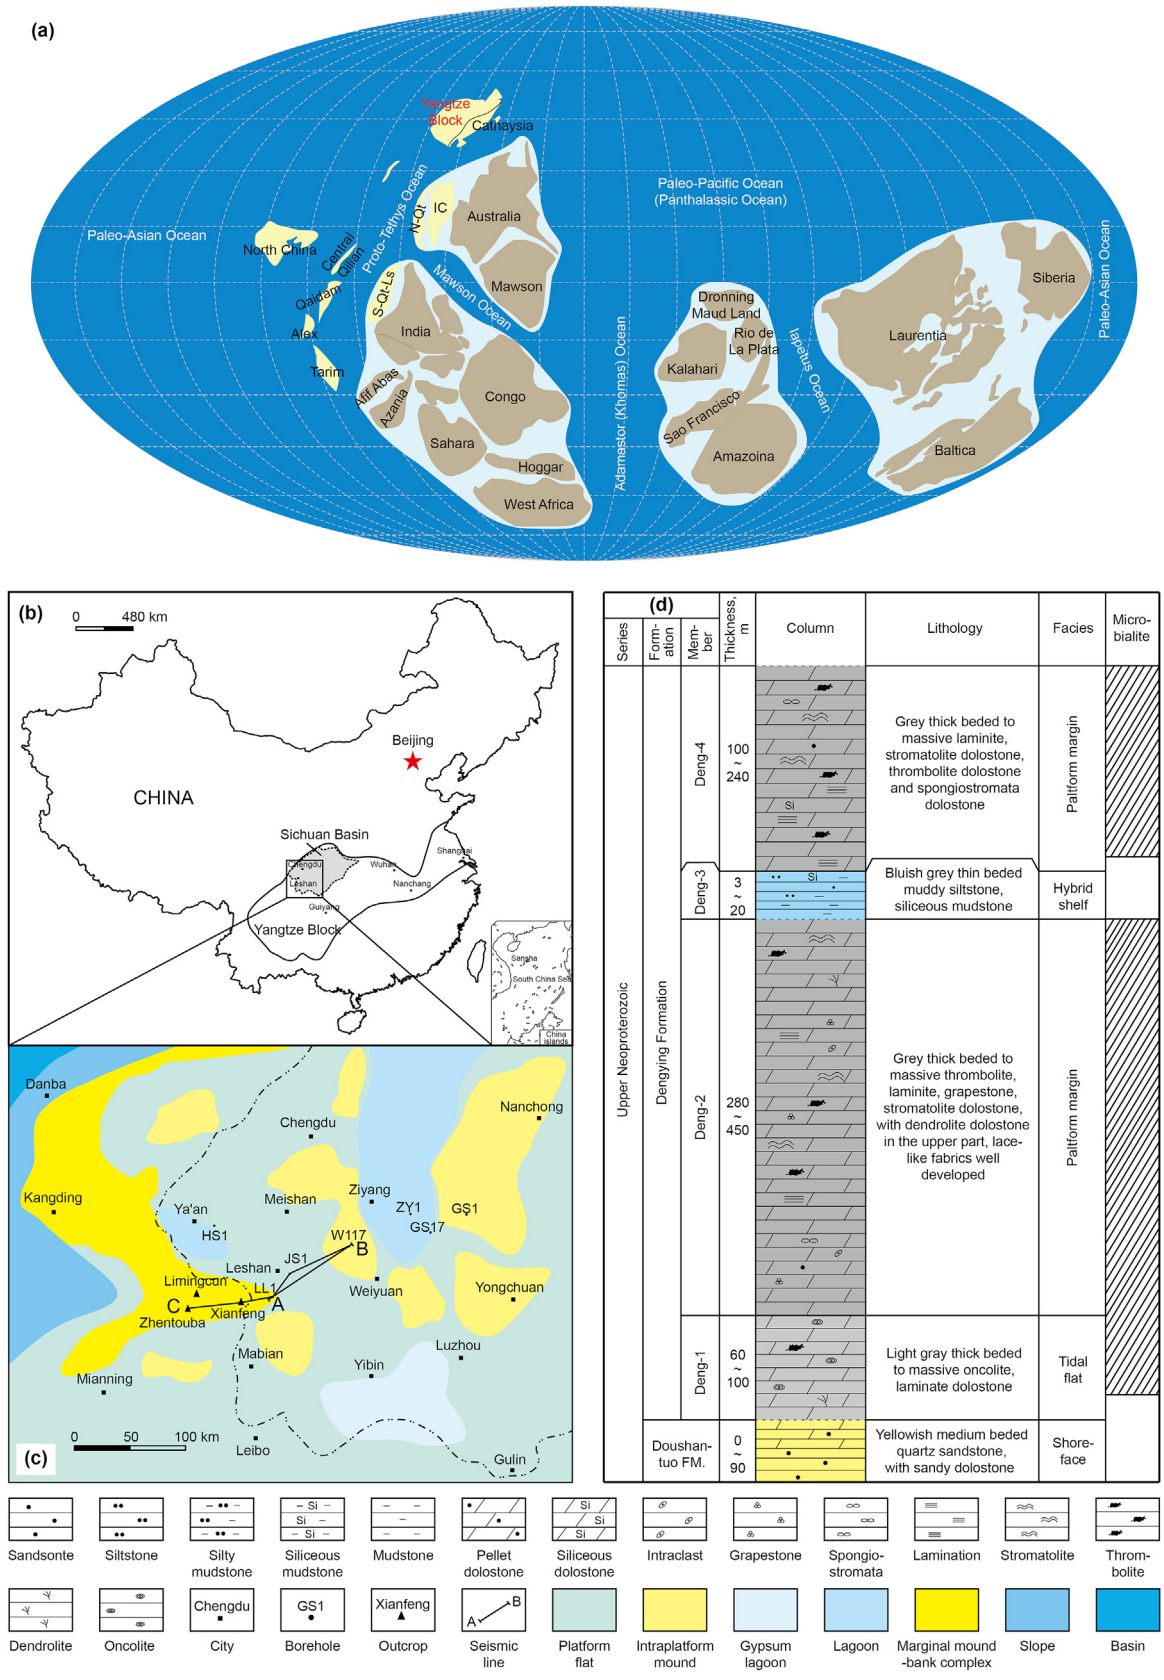 (a)
Yangtze
Block
Cathaysia
Proto-Tethys Ocean
N-Qt
IC
Australia
Paleo-Pacific Ocean
(Panthalassic Ocean)
Paleo-Asian Ocean
North China
Central
Qilian
Qaidam
S-Qt-Ls
Mawson Ocean
Mawson
Alex
Tarim
India
Afif Abas
Azania
Congo
Sahara
Hoggar
West Africa
Adamastor (Khomas) Ocean
Dronning
Maud Land
Rio de
La Plata
Kalahari
Sao Francisco
Amazoina
Iapetus Ocean
Laurentia
Siberia
Baltica
Paleo-Asian Ocean
(b)
0 480 km
Beijing
CHINA
Sichuan Basin
Chengdu
Leshan
Wuhan
Shanghai
Nanchang
Guiyang
Yangtze Block
Sansha
South China Sea
China
islands
Danba
Nanchong
Chengdu
Kangding
Ya'an
HS1
Meishan
Ziyang
ZY1
GS17
GS1
W117
B
Leshan
JS1
Limingcun
LL1
A
C
Xianfeng
Zhentouba
Weiyuan
Yongchuan
Mabian
Luzhou
Yibin
Mianning
0 50 100 km
Leibo
Gulin
(c)
(d)
Series
Form-
ation
Mem-
ber
Thickness,
m
Column
Lithology
Facies
Micro-
bialite
Upper Neoproterozoic
Dengying Formation
Deng-4
100
~
240
Si
Grey thick beded to
massive laminite,
stromatolite dolostone,
thrombolite dolostone
and spongiostromata
dolostone
Paltform margin
Deng-3
3
~
20
Si
Bluish grey thin beded
muddy siltstone,
siliceous mudstone
Hybrid
shelf
Deng-2
280
~
450
Grey thick beded to
massive thrombolite,
laminite, grapestone,
stromatolite dolostone,
with dendrolite dolostone
in the upper part, lace-
like fabrics well
developed
Paltform margin
Deng-1
60
~
100
Light gray thick beded
to massive oncolite,
laminate dolostone
Tidal
flat
Doushan-
tuo FM.
0
~
90
Yellowish medium beded
quartz sandstone,
with sandy dolostone
Shore-
face
Si
Si
Si
Si
Si
Si
Sandsonte
Siltstone
Silty
mudstone
Siliceous
mudstone
Mudstone
Pellet
dolostone
Siliceous
dolostone
Intraclast
Grapestone
Spongio-
stromata
Lamination
Stromatolite
Throm-
bolite
Chengdu
GS1
Xianfeng
A
B
Dendrolite
Oncolite
City
Borehole
Outcrop
Seismic
line
Platform
flat
Intraplatform
mound
Gypsum
lagoon
Lagoon
Marginal mound
-bank complex
Slope
Basin